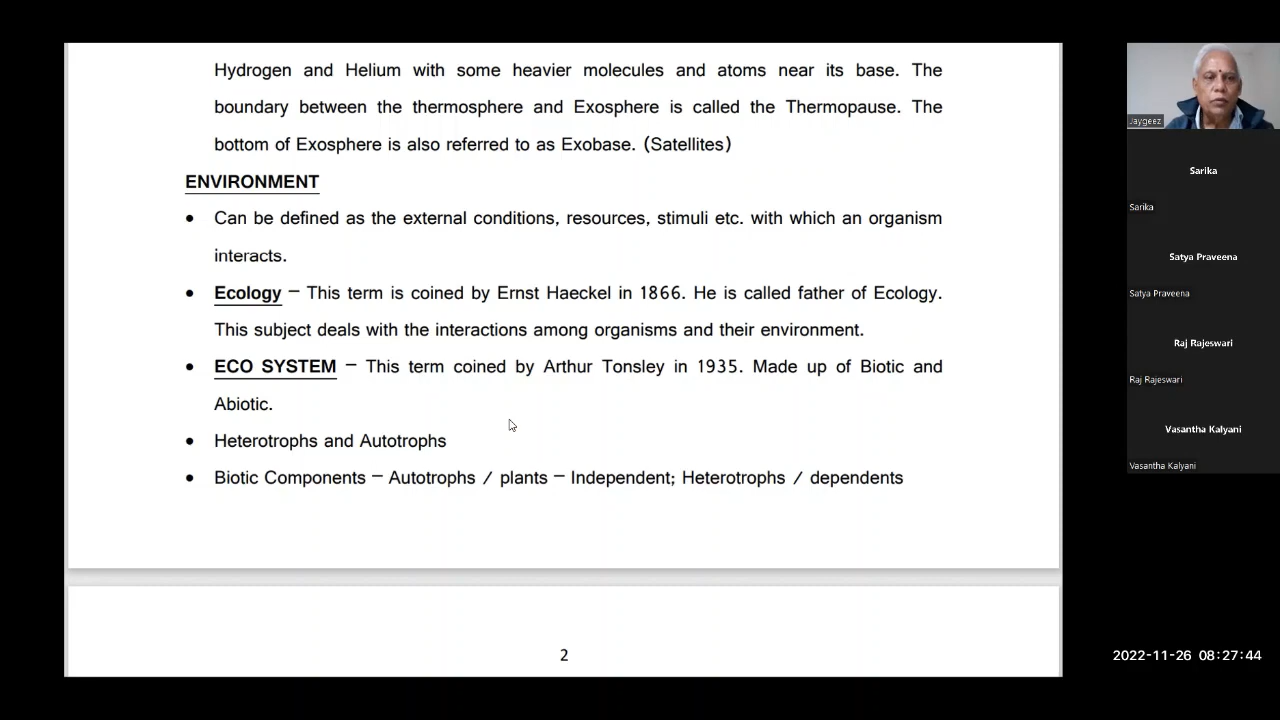 Hydrogen and Helium with some heavier molecules and atoms near its base. The
boundary between the thermosphere and Exosphere is called the Thermopause. The
bottom of Exosphere is also referred to as Exobase. (Satellites)
ENVIRONMENT
• Can be defined as the external conditions, resources, stimuli etc. with which an organism
interacts.
• Ecology – This term is coined by Ernst Haeckel in 1866. He is called father of Ecology.
This subject deals with the interactions among organisms and their environment.
• ECO SYSTEM – This term coined by Arthur Tonsley in 1935. Made up of Biotic and
Abiotic.
• Heterotrophs and Autotrophs
• Biotic Components – Autotrophs / plants – Independent; Heterotrophs / dependents
2
Jaygeez
Sarika
Sarika
Satya Praveena
Satya Praveena
Raj Rajeswari
Raj Rajeswari
Vasantha Kalyani
Vasantha Kalyani
2022-11-26 08:27:44